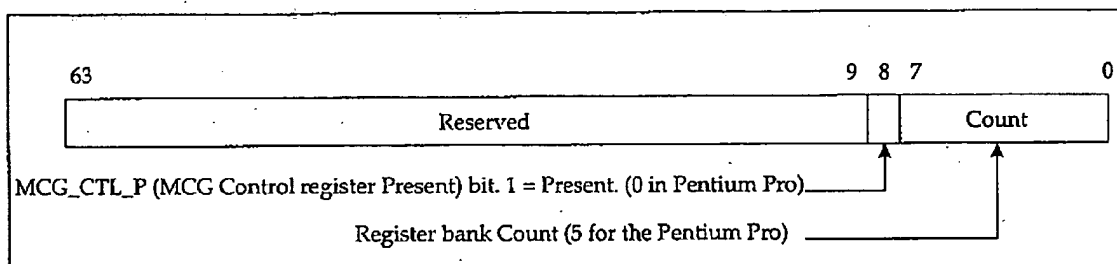 63 9 8 7 0
Reserved Count
MCG_CTL_P (MCG Control register Present) bit. 1 = Present. (0 in Pentium Pro)
Register bank Count (5 for the Pentium Pro)